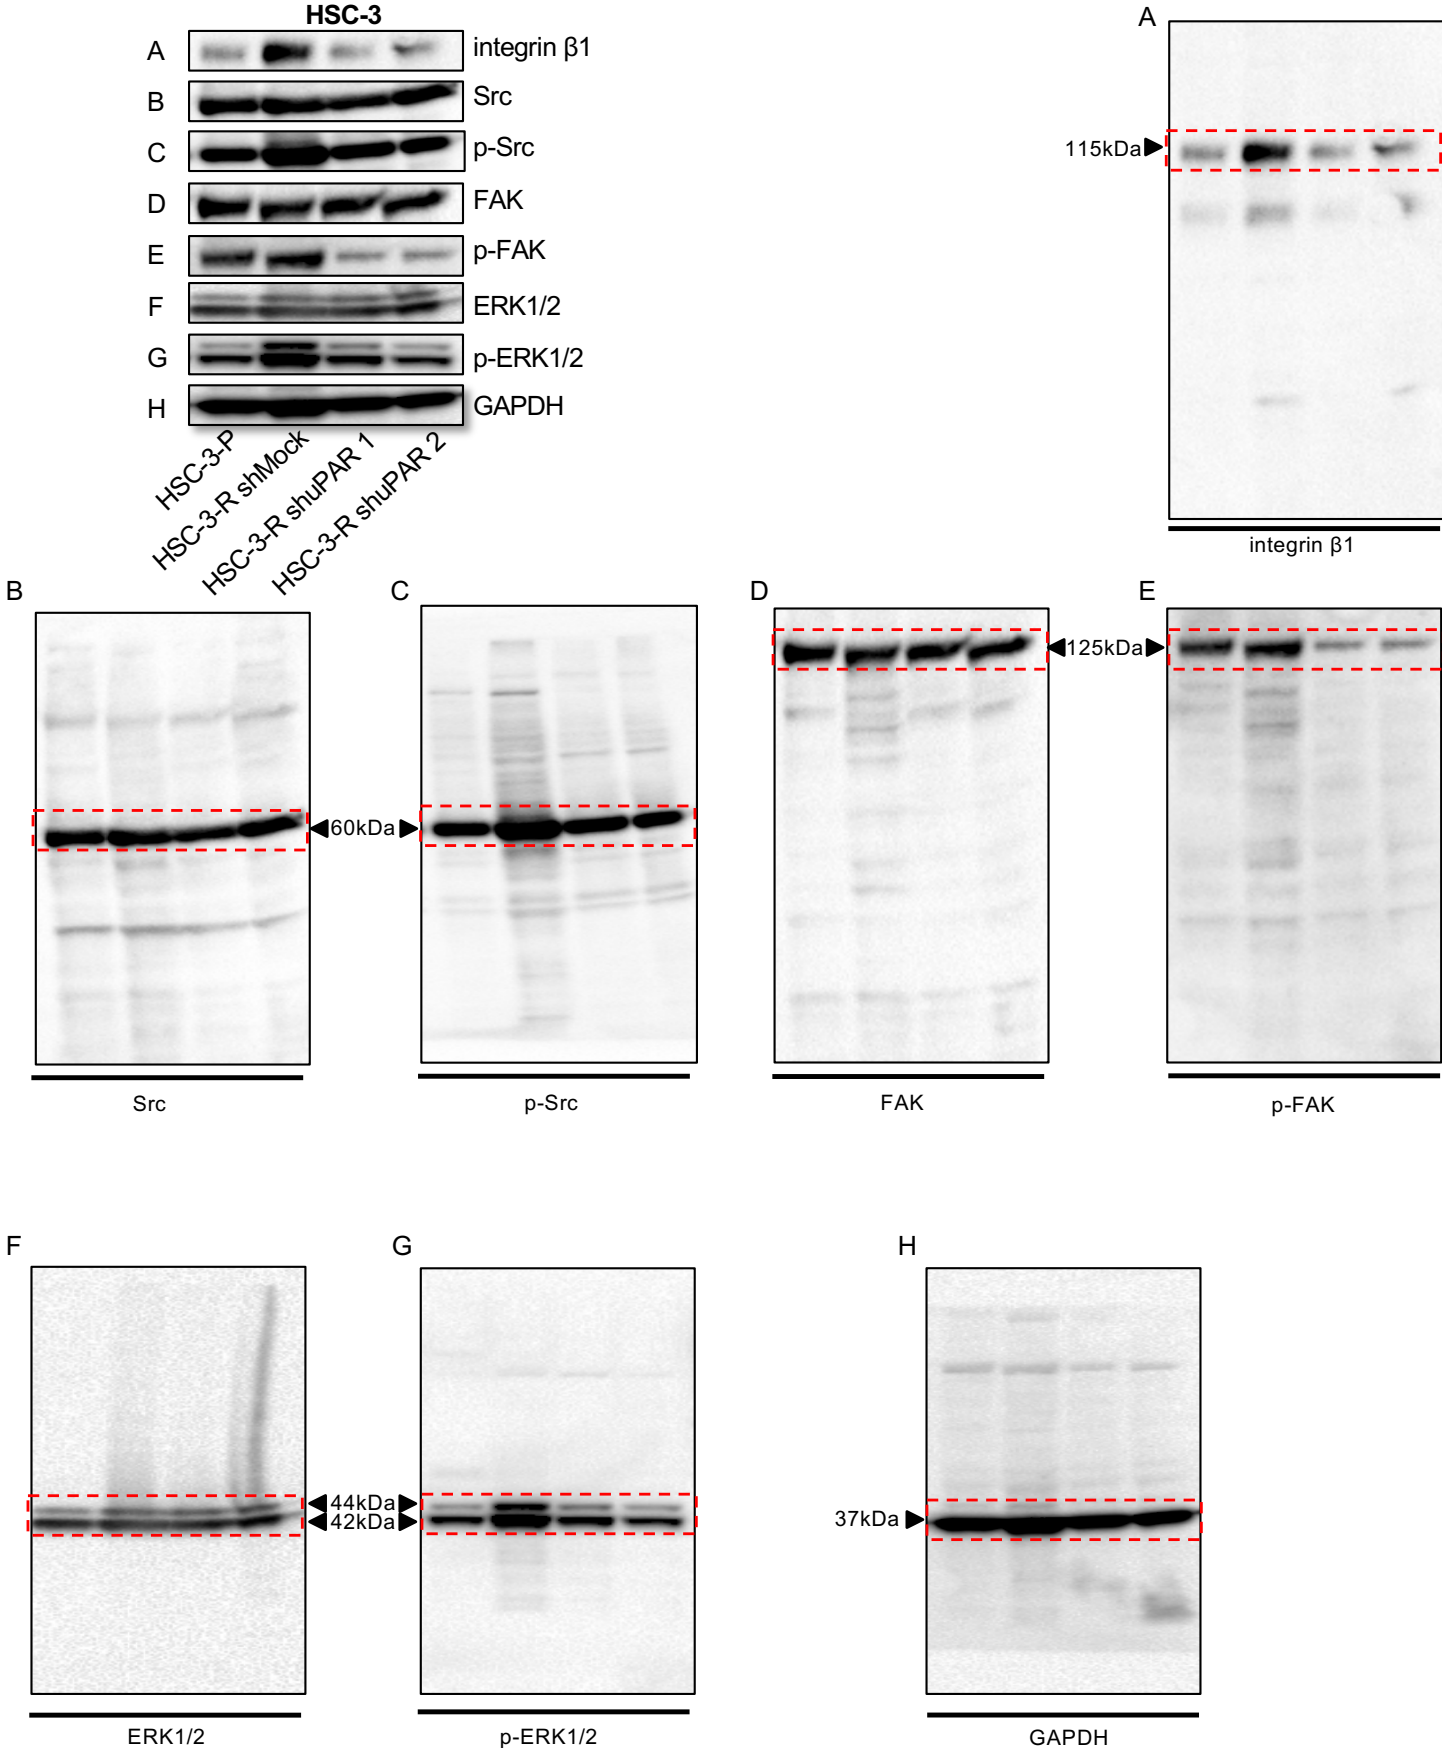 HSC-3
A
integrin β1
B
Src
C
p-Src
D
FAK
E
p-FAK
F
ERK1/2
G
p-ERK1/2
H
GAPDH
HSC-3-P
HSC-3-R shMock
HSC-3-R shuPAR 1
HSC-3-R shuPAR 2
A
115kDa
integrin β1
B
C
D
E
60kDa
125kDa
Src
p-Src
FAK
p-FAK
F
G
H
44kDa
42kDa
37kDa
ERK1/2
p-ERK1/2
GAPDH